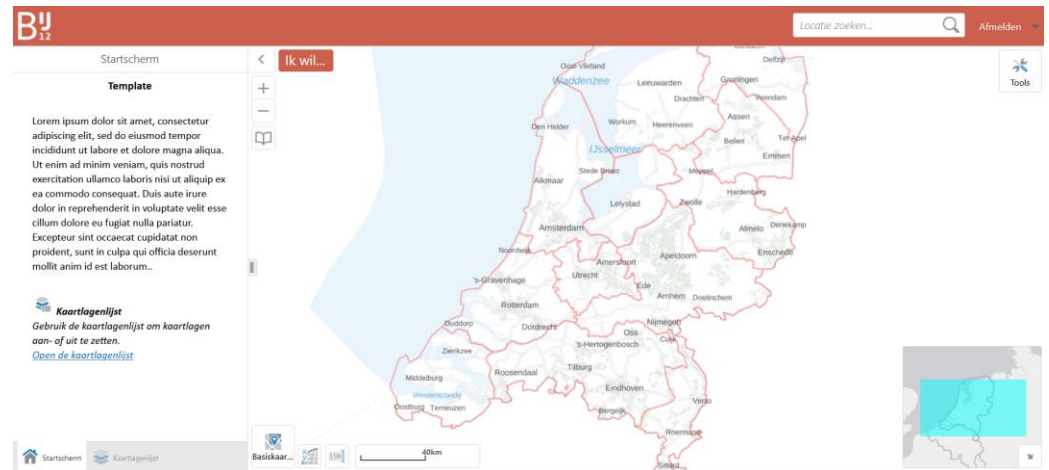 BIJ
12
Locatie zoeken...
Afmelden
Startscherm
Template
Lorem ipsum dolor sit amet, consectetur
adipiscing elit, sed do eiusmod tempor
incididunt ut labore et dolore magna aliqua.
Ut enim ad minim veniam, quis nostrud
exercitation ullamco laboris nisi ut aliquip ex
ea commodo consequat. Duis aute irure
dolor in reprehenderit in voluptate velit esse
cillum dolore eu fugiat nulla pariatur.
Excepteur sint occaecat cupidatat non
proident, sunt in culpa qui officia deserunt
mollit anim id est laborum..
Kaartlagenlijst
Gebruik de kaartlagenlijst om kaartlagen
aan- of uit te zetten.
Open de kaartlagenlijst
Startscherm
Kaartlagenlijst
Ik wil...
Tools
Oost-Vlieland
Delfzijl
Waddenzee
Leeuwarden
Groningen
Drachten
Veendam
Den Helder
Workum
Heerenveen
Assen
IJsselmeer
Beilen
Ter Apel
Stede Broec
Meppel
Emmen
Alkmaar
Hardenberg
Lelystad
Zwolle
Amsterdam
Almelo
Denekamp
Noordwijk
Amersfoort
Apeldoorn
Enschede
's-Gravenhage
Utrecht
Ede
Rotterdam
Arnhem
Doetinchem
Ouddorp
Dordrecht
Nijmegen
Oss
Cuijk
Zierikzee
's-Hertogenbosch
Middelburg
Roosendaal
Tilburg
Westerschelde
Eindhoven
Oostburg
Terneuzen
Bergeijk
Venlo
Roermond
Sittard
Basiskaar...
40km